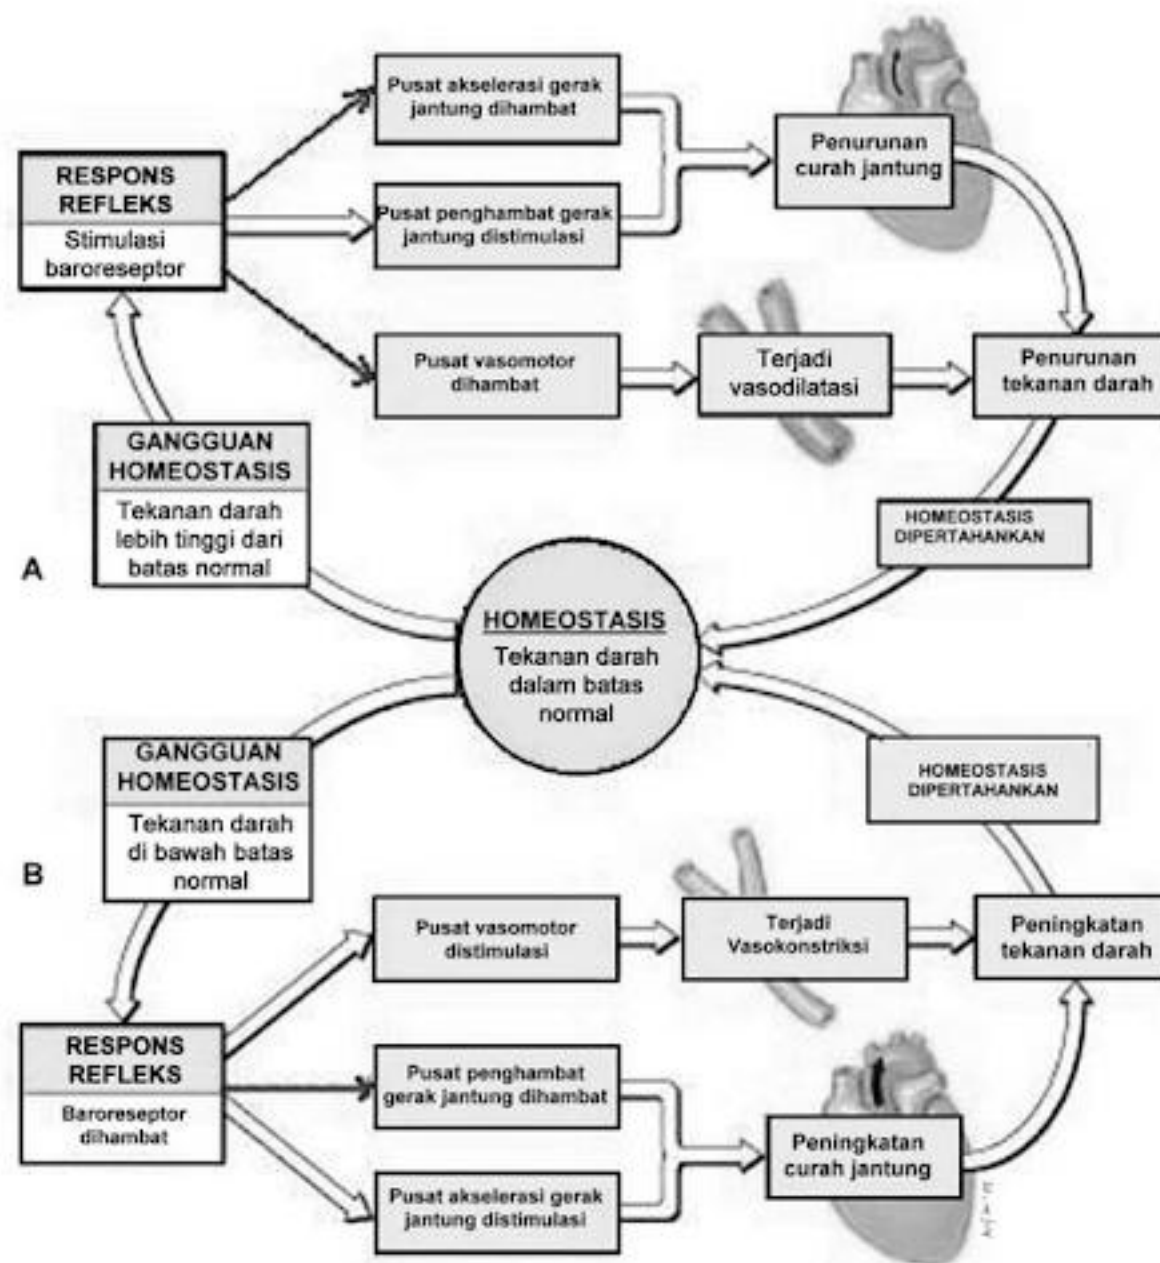 Pusat akselerasi gerak
jantung dihambat
Penurunan
curah jantung
RESPONS
REFLEKS
Stimulasi
baroreseptor
Pusat penghambat gerak
jantung distimulasi
Pusat vasomotor
dihambat
Terjadi
vasodilatasi
Penurunan
tekanan darah
GANGGUAN
HOMEOSTASIS
Tekanan darah
lebih tinggi dari
batas normal
HOMEOSTASIS
DIPERTAHANKAN
A
HOMEOSTASIS
Tekanan darah
dalam batas
normal
GANGGUAN
HOMEOSTASIS
Tekanan darah
di bawah batas
normal
HOMEOSTASIS
DIPERTAHANKAN
B
Pusat vasomotor
distimulasi
Terjadi
Vasokonstriksi
Peningkatan
tekanan darah
RESPONS
REFLEKS
Baroreseptor
dihambat
Pusat penghambat
gerak jantung dihambat
Peningkatan
curah jantung
Pusat akselerasi gerak
jantung distimulasi